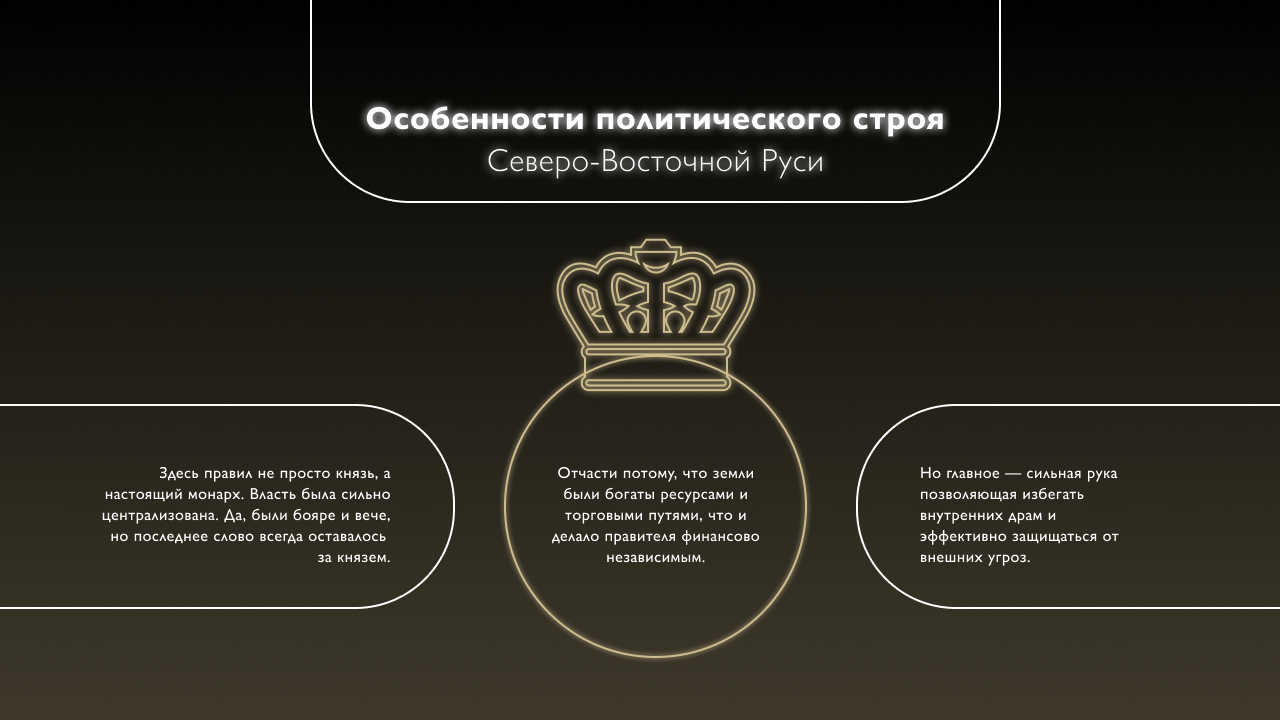 Особенности политического строя
Северо-Восточной Руси
Здесь правил не просто князь, а
настоящий монарх. Власть была сильно
централизована. Да, были бояре и вече,
но последнее слово всегда оставалось
за князем.
Отчасти потому, что земли
были богаты ресурсами и
торговыми путями, что и
делало правителя финансово
независимым.
Но главное — сильная рука
позволяющая избегать
внутренних драм и
эффективно защищаться от
внешних угроз.